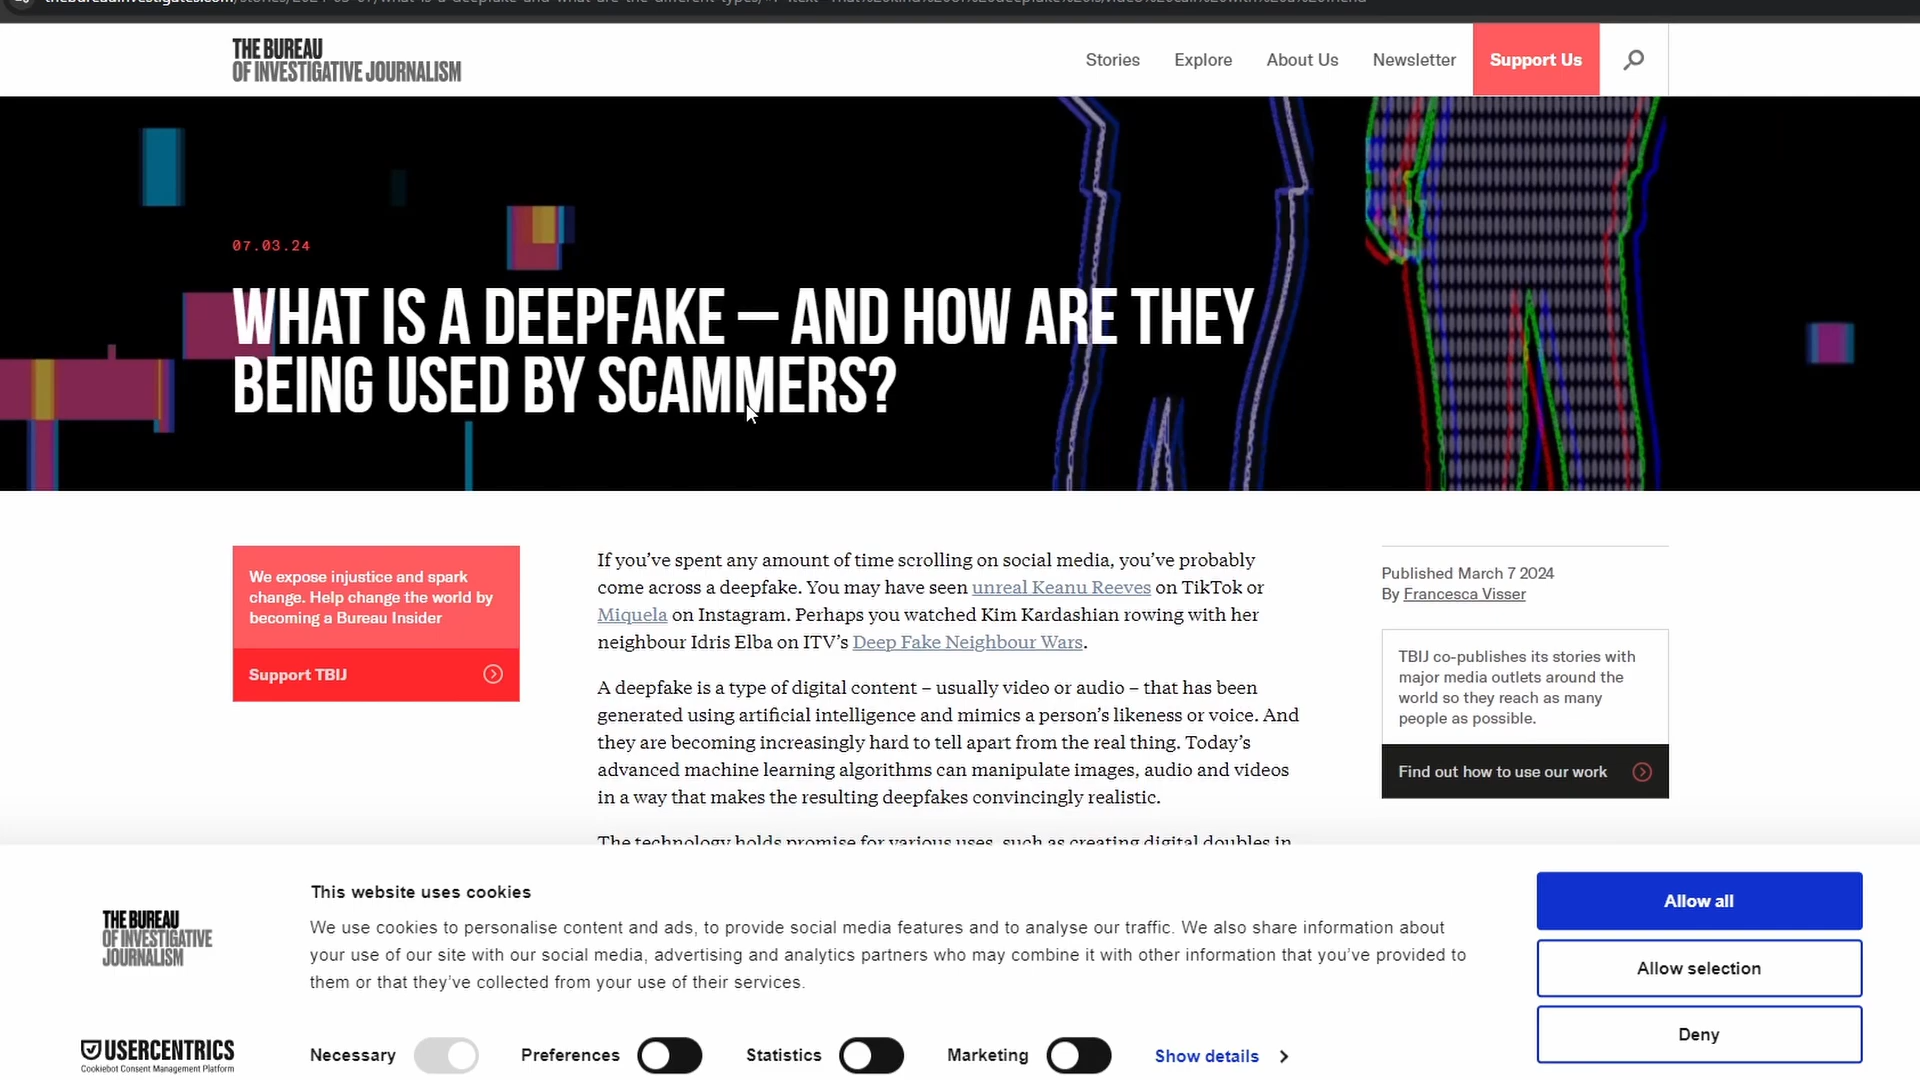 THE BUREAU
OF INVESTIGATIVE JOURNALISM
Stories
Explore
About Us
Newsletter
Support Us
07.03.24
WHAT IS A DEEPFAKE – AND HOW ARE THEY
BEING USED BY SCAMMERS?
We expose injustice and spark
change. Help change the world by
becoming a Bureau Insider
Support TBIJ
If you've spent any amount of time scrolling on social media, you've probably
come across a deepfake. You may have seen unreal Keanu Reeves on TikTok or
Miquela on Instagram. Perhaps you watched Kim Kardashian rowing with her
neighbour Idris Elba on ITV's Deep Fake Neighbour Wars.
A deepfake is a type of digital content – usually video or audio – that has been
generated using artificial intelligence and mimics a person's likeness or voice. And
they are becoming increasingly hard to tell apart from the real thing. Today's
advanced machine learning algorithms can manipulate images, audio and videos
in a way that makes the resulting deepfakes convincingly realistic.
The technology holds promise for various uses, such as creating digital doubles in
Published March 7 2024
By Francesca Visser
TBIJ co-publishes its stories with
major media outlets around the
world so they reach as many
people as possible.
Find out how to use our work
THE BUREAU
OF INVESTIGATIVE
JOURNALISM
USERCENTRICS
Cookiebot Consent Management Platform
This website uses cookies
We use cookies to personalise content and ads, to provide social media features and to analyse our traffic. We also share information about
your use of our site with our social media, advertising and analytics partners who may combine it with other information that you've provided to
them or that they've collected from your use of their services.
Necessary
Preferences
Statistics
Marketing
Show details
Allow all
Allow selection
Deny